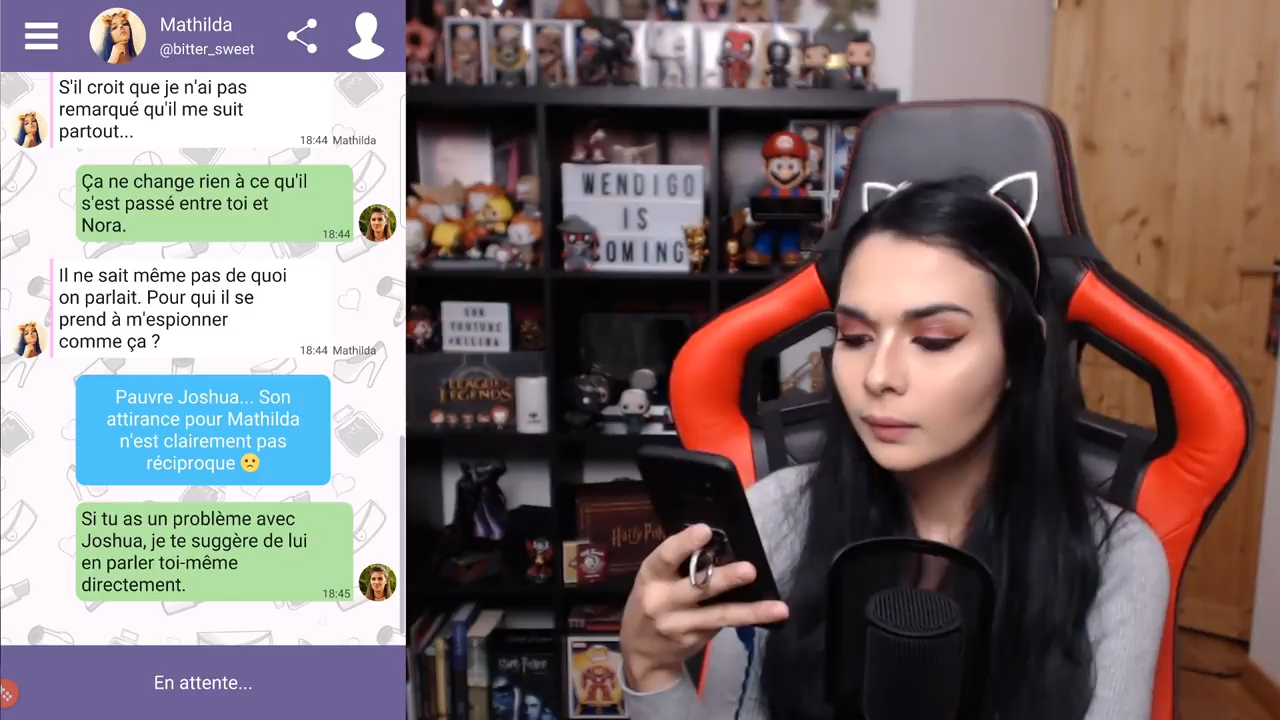 Mathilda
@bitter_sweet
S'il croit que je n'ai pas
remarqué qu'il me suit
partout...
18:44 Mathilda
Ça ne change rien à ce qu'il
s'est passé entre toi et
Nora.
18:44
Il ne sait même pas de quoi
on parlait. Pour qui il se
prend à m'espionner
comme ça ?
18:44 Mathilda
Pauvre Joshua... Son
attirance pour Mathilda
n'est clairement pas
réciproque 🙁
Si tu as un problème avec
Joshua, je te suggère de lui
en parler toi-même
directement.
18:45
En attente...
WENDIGO
IS
COMING
SUR
YOUTUBE
LEAGUE OF
LEGENDS
Harry Potter